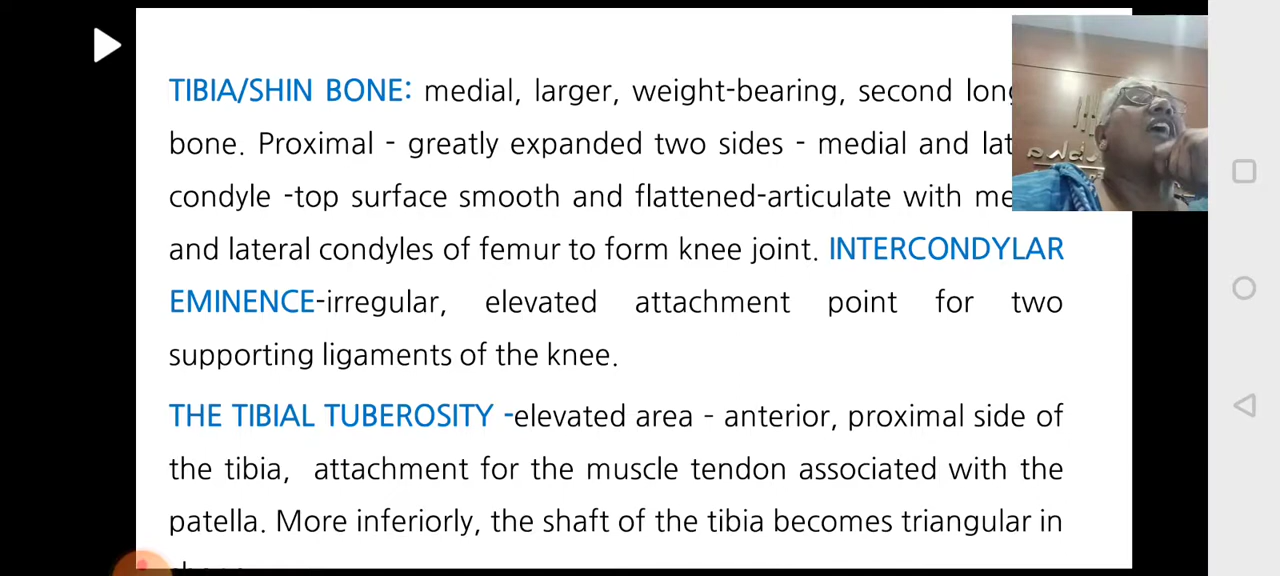 TIBIA/SHIN BONE: medial, larger, weight-bearing, second
bone. Proximal - greatly expanded two sides - medial and
condyle -top surface smooth and flattened-articulate with
and lateral condyles of femur to form knee joint. INTERCONDYLAR
EMINENCE-irregular, elevated attachment point for two
supporting ligaments of the knee.
THE TIBIAL TUBEROSITY -elevated area - anterior, proximal side of
the tibia, attachment for the muscle tendon associated with the
patella. More inferiorly, the shaft of the tibia becomes triangular in